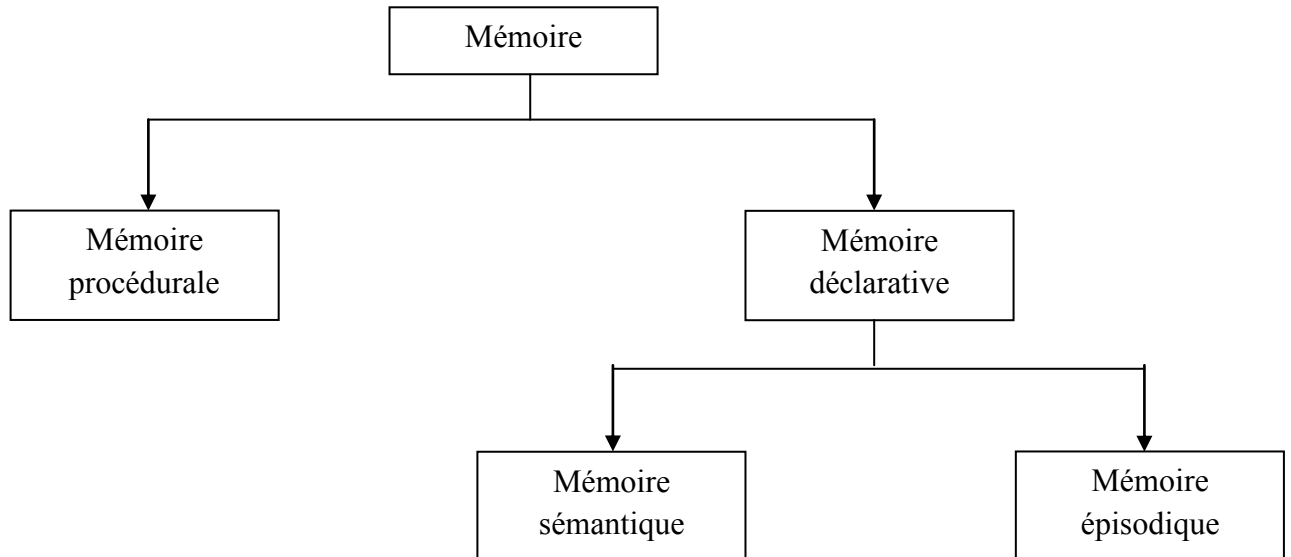 Mémoire
Mémoire
procédurale
Mémoire
déclarative
Mémoire
sémantique
Mémoire
épisodique